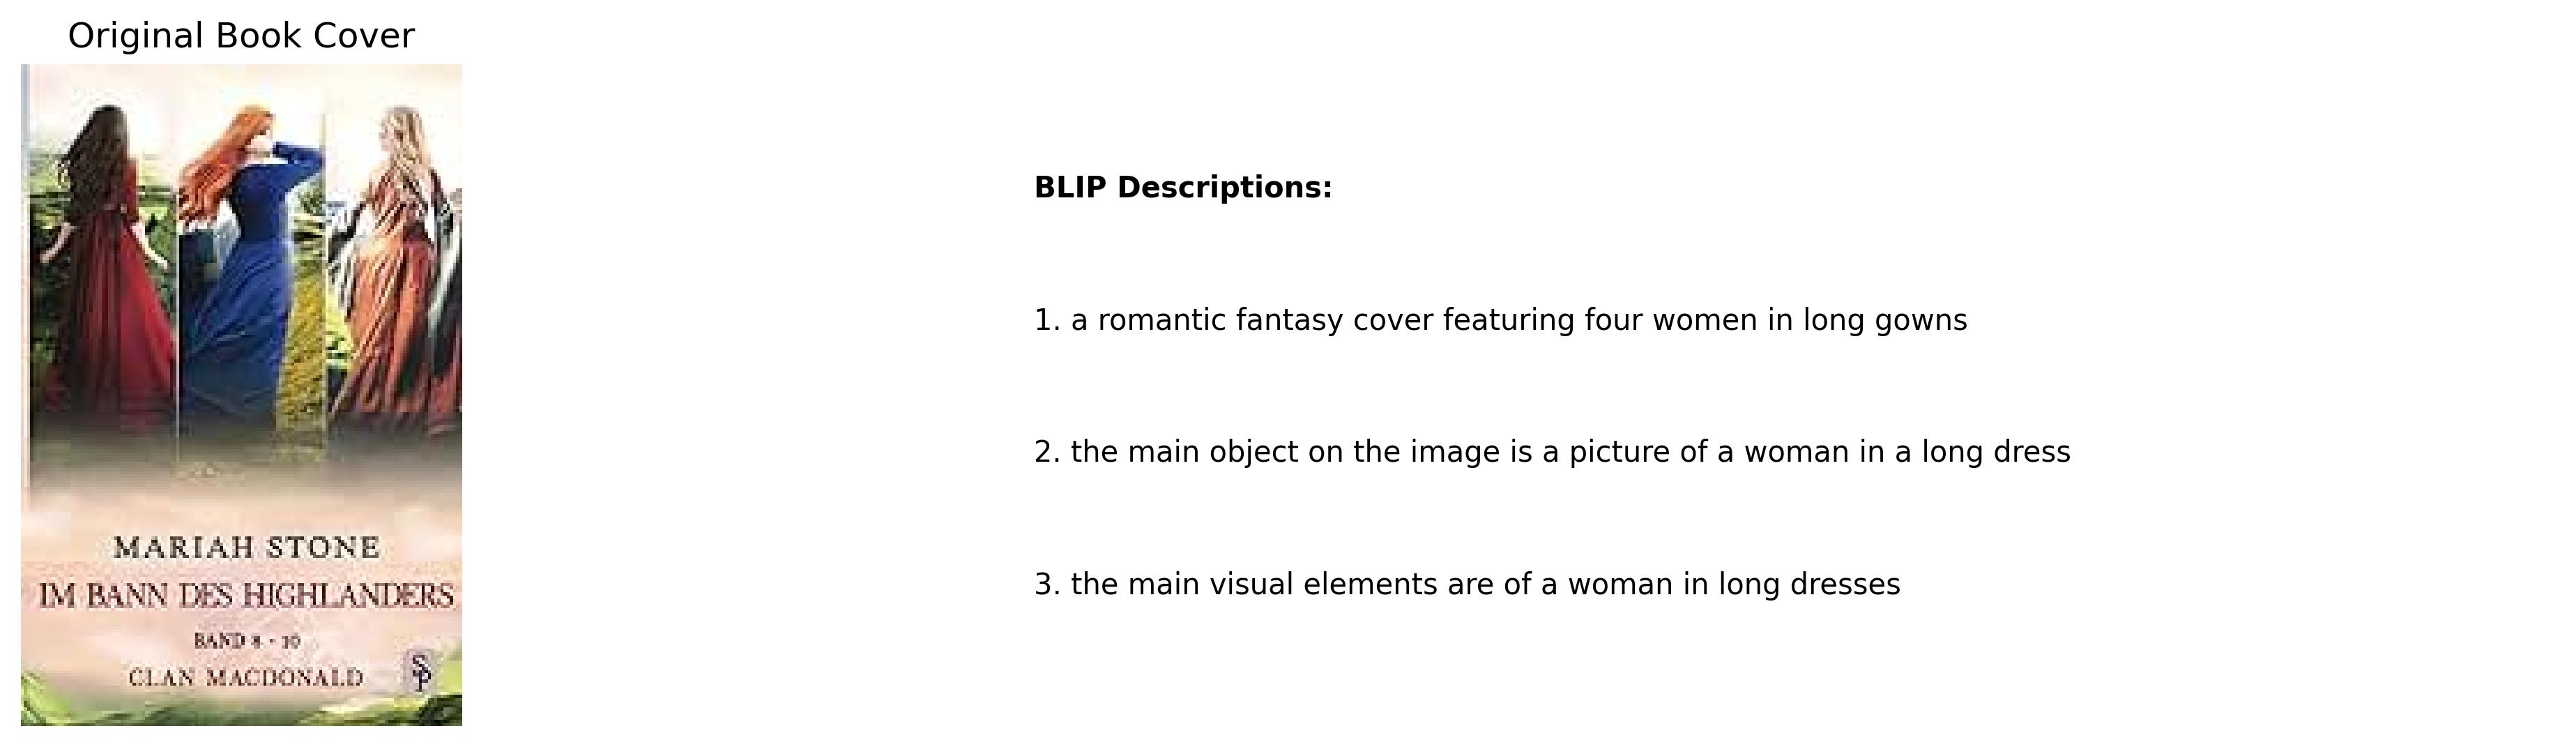 Original Book Cover
MARIAH STONE
IM BANN DES HIGHLANDERS
BAND 8 - 10
CLAN MACDONALD
SP
BLIP Descriptions:
1. a romantic fantasy cover featuring four women in long gowns
2. the main object on the image is a picture of a woman in a long dress
3. the main visual elements are of a woman in long dresses